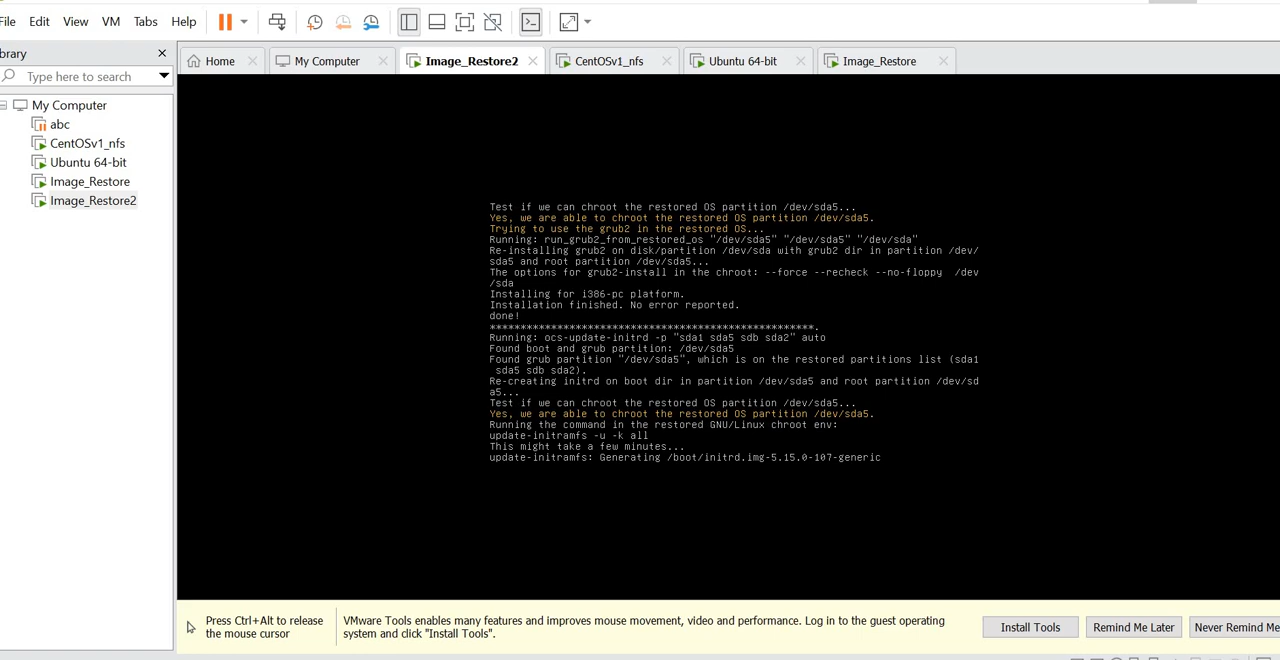 File Edit View VM Tabs Help
brary
Type here to search
My Computer
abc
CentOSv1_nfs
Ubuntu 64-bit
Image_Restore
Image_Restore2
Home My Computer Image_Restore2 CentOSv1_nfs Ubuntu 64-bit Image_Restore
Test if we can chroot the restored OS partition /dev/sda5...
Yes, we are able to chroot the restored OS partition /dev/sda5.
Trying to use the grub2 in the restored OS...
Running: run_grub2_from_restored_os "/dev/sda5" "/dev/sda5" "/dev/sda"
Re-installing grub2 on disk/partition /dev/sda with grub2 dir in partition /dev/
sda5 and root partition /dev/sda5...
The options for grub2-install in the chroot: --force --recheck --no-floppy  /dev
/sda
Installing for i386-pc platform.
Installation finished. No error reported.
done!
*****************************************************.
Running: ocs-update-initrd -p "sda1 sda5 sdb sda2" auto
Found boot and grub partition: /dev/sda5
Found grub partition "/dev/sda5", which is on the restored partitions list (sda1
 sda5 sdb sda2).
Re-creating initrd on boot dir in partition /dev/sda5 and root partition /dev/sd
a5...
Test if we can chroot the restored OS partition /dev/sda5...
Yes, we are able to chroot the restored OS partition /dev/sda5.
Running the command in the restored GNU/Linux chroot env:
update-initramfs -u -k all
This might take a few minutes...
update-initramfs: Generating /boot/initrd.img-5.15.0-107-generic
Press Ctrl+Alt to release
the mouse cursor
VMware Tools enables many features and improves mouse movement, video and performance. Log in to the guest operating
system and click "Install Tools".
Install Tools Remind Me Later Never Remind Me